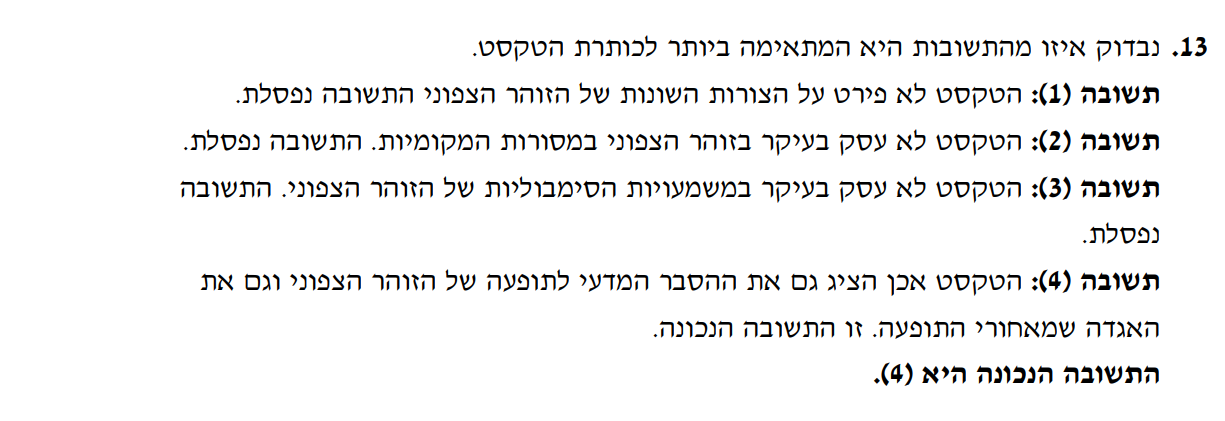 13. נבדוק איזו מהתשובות היא המתאימה ביותר לכותרת הטקסט.
תשובה (1): הטקסט לא פירט על הצורות השונות של הזוהר הצפוני התשובה נפסלת.
תשובה (2): הטקסט לא עסק בעיקר בזוהר הצפוני במסורות המקומיות. התשובה נפסלת.
תשובה (3): הטקסט לא עסק בעיקר במשמעויות הסימבוליות של הזוהר הצפוני. התשובה
נפסלת.
תשובה (4): הטקסט אכן הציג גם את ההסבר המדעי לתופעה של הזוהר הצפוני וגם את
האגדה שמאחורי התופעה. זו התשובה הנכונה.
התשובה הנכונה היא (4).